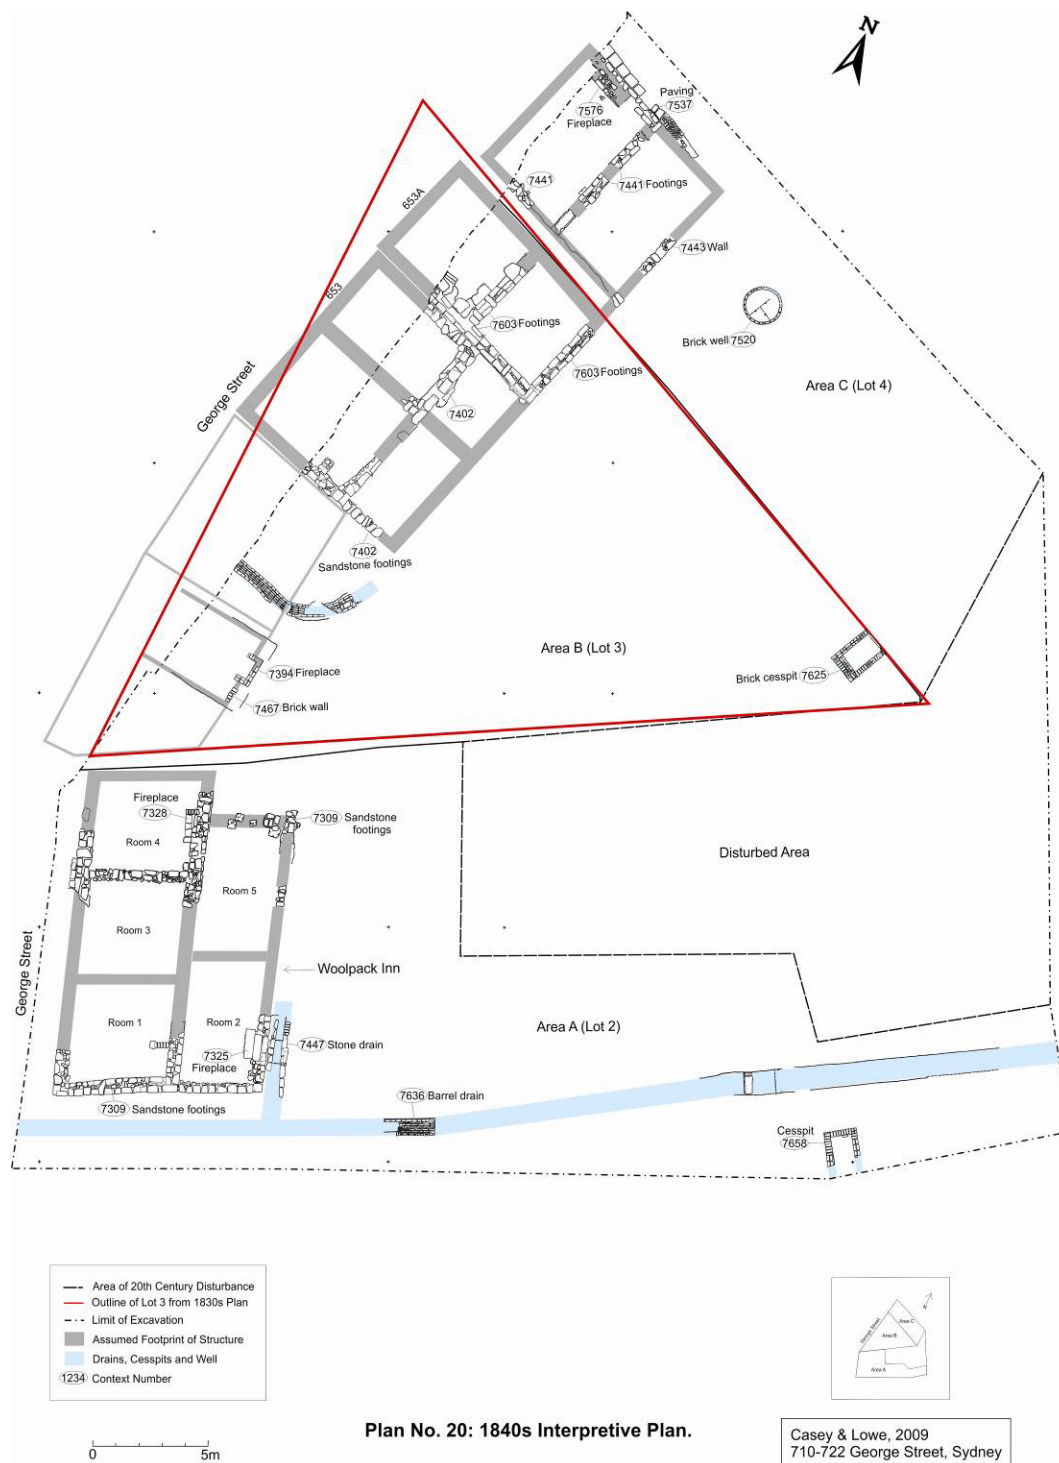 N
Paving
7537
7576
Fireplace
7441
7441 Footings
653A
7443 Wall
653
7603 Footings
Brick well 7520
7603 Footings
George Street
Area C (Lot 4)
7402
7402
Sandstone footings
Area B (Lot 3)
7394 Fireplace
Brick cesspit 7625
7467 Brick wall
Fireplace
7328
7309 Sandstone
footings
Room 4
Disturbed Area
Room 5
Room 3
George Street
Woolpack Inn
Room 1
Room 2
Area A (Lot 2)
7447 Stone drain
7325
Fireplace
7309 Sandstone footings
7636 Barrel drain
Cesspit
7658
Area of 20th Century Disturbance
Outline of Lot 3 from 1830s Plan
Limit of Excavation
Assumed Footprint of Structure
Drains, Cesspits and Well
1234 Context Number
N
George Street
Area C
Area B
Area A
0 5m
Plan No. 20: 1840s Interpretive Plan.
Casey & Lowe, 2009
710-722 George Street, Sydney